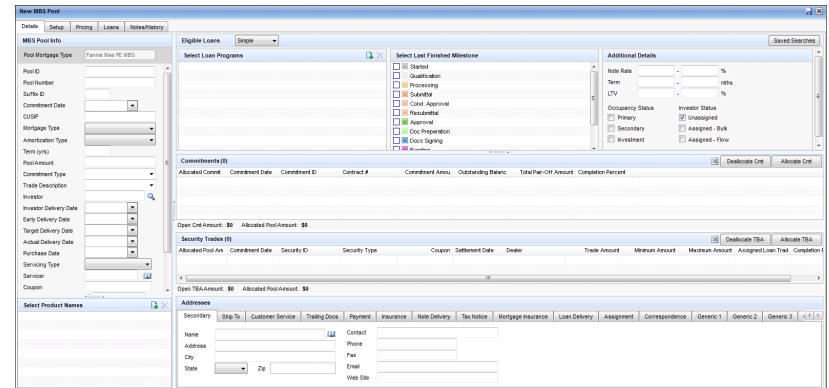 New MBS Pool
Details Setup Pricing Loans Notes/History
MBS Pool Info
Pool Mortgage Type Fannie Mae PE MBS
Pool ID
Pool Number
Suffix ID
Commitment Date
CUSIP
Mortgage Type
Amortization Type
Term (yrs)
Pool Amount
Commitment Type
Trade Description
Investor
Investor Delivery Date
Early Delivery Date
Target Delivery Date
Actual Delivery Date
Purchase Date
Servicing Type
Servicer
Coupon
Select Product Names
Eligible Loans Simple Saved Searches
Select Loan Programs
Select Last Finished Milestone
Started
Qualification
Processing
Submittal
Cond. Approval
Resubmittal
Approval
Doc Preparation
Docs Signing
Funding
Additional Details
Note Rate - %
Term - mths
LTV - %
Occupancy Status Investor Status
Primary Unassigned
Secondary Assigned - Bulk
Investment Assigned - Flow
Commitments (0) Deallocate Cmt Allocate Cmt
Allocated Commit Commitment Date Commitment ID Contract # Commitment Amou Outstanding Balanc Total Pair-Off Amount Completion Percent
Open Cmt Amount: $0 Allocated Pool Amount: $0
Security Trades (0) Deallocate TBA Allocate TBA
Allocated Pool Am Commitment Date Security ID Security Type Coupon Settlement Date Dealer Trade Amount Minimum Amount Maximum Amount Assigned Loan Trad Completion P
Open TBA Amount: $0 Allocated Pool Amount: $0
Addresses
Secondary Ship To Customer Service Trailing Docs Payment Insurance Note Delivery Tax Notice Mortgage Insurance Loan Delivery Assignment Correspondence Generic 1 Generic 2 Generic 3
Name Contact
Address Phone
City Fax
State Zip Email
Web Site